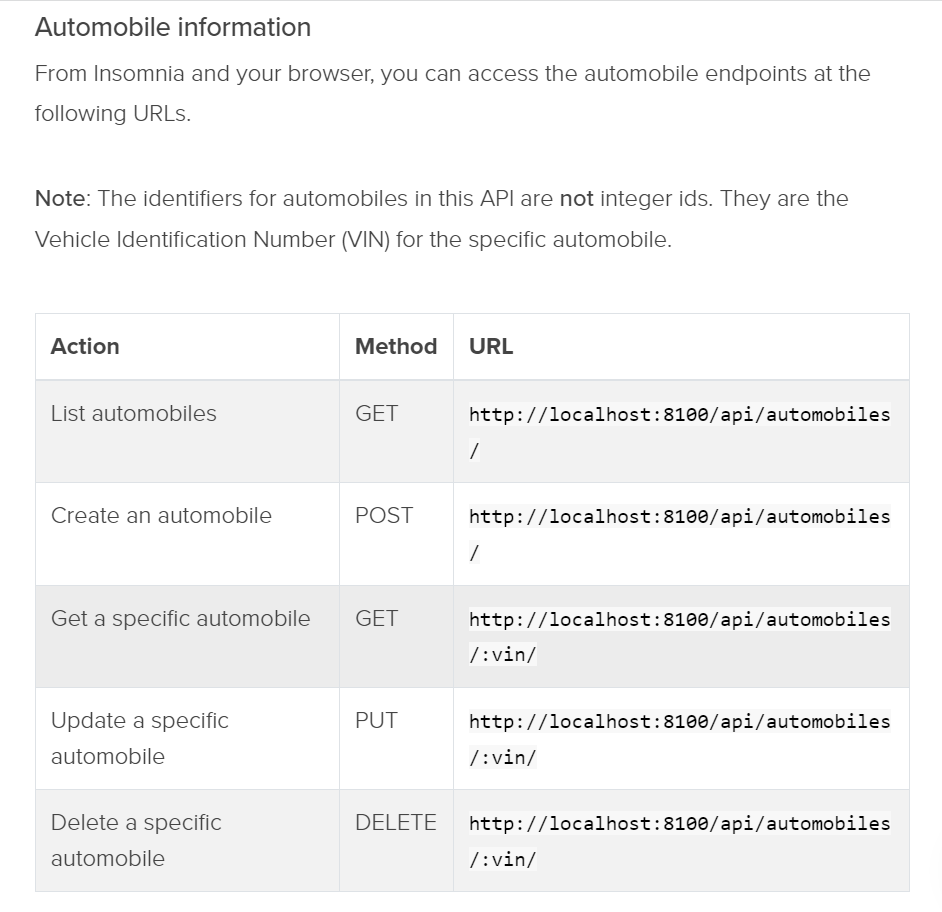 Automobile information
From Insomnia and your browser, you can access the automobile endpoints at the
following URLs.
Note: The identifiers for automobiles in this API are not integer ids. They are the
Vehicle Identification Number (VIN) for the specific automobile.
Action Method URL
List automobiles GET http://localhost:8100/api/automobiles
/
Create an automobile POST http://localhost:8100/api/automobiles
/
Get a specific automobile GET http://localhost:8100/api/automobiles
/:vin/
Update a specific PUT http://localhost:8100/api/automobiles
automobile /:vin/
Delete a specific DELETE http://localhost:8100/api/automobiles
automobile /:vin/